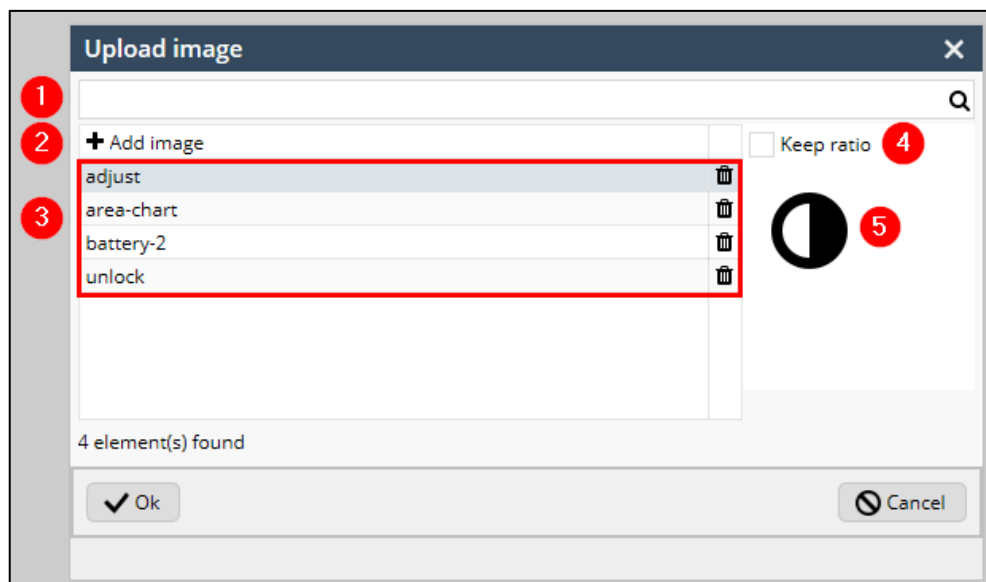 Upload image
1
2 Add image
Keep ratio 4
adjust
3 area-chart
5
battery-2
unlock
4 element(s) found
Ok
Cancel